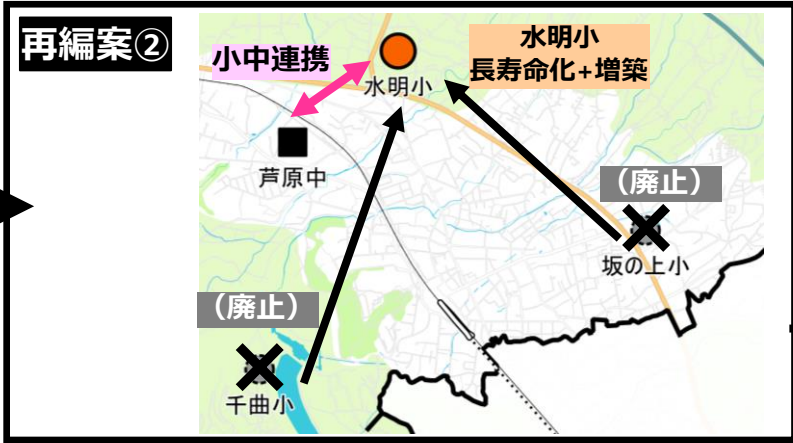 再編案②
小中連携
水明小
長寿命化+増築
水明小
芦原中
（廃止）
坂の上小
（廃止）
千曲小